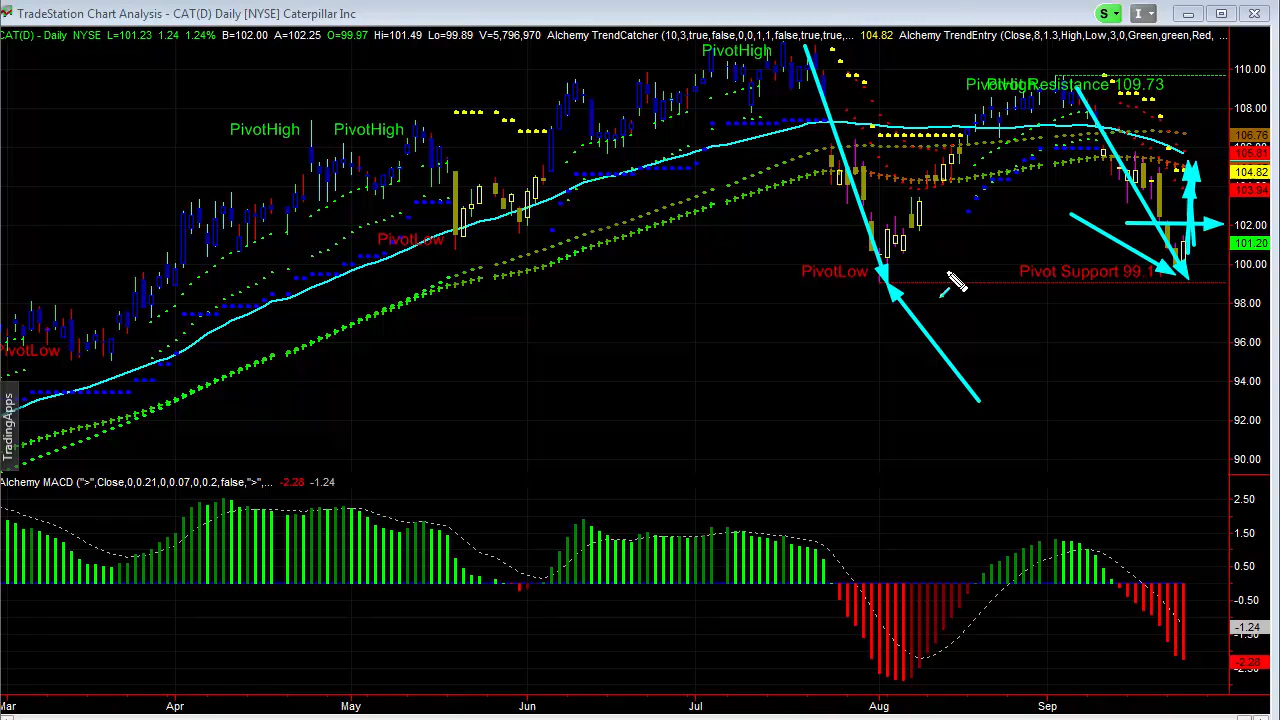 TradeStation Chart Analysis - CAT(D) Daily [NYSE] Caterpillar Inc
S
I
CAT(D) - Daily NYSE L=101.23 1.24 1.24% B=102.00 A=102.25 O=99.97 Hi=101.49 Lo=99.89 V=5,796,970 Alchemy TrendCatcher (10,3,true,false,0,0,1,1,false,true,true,... 104.82 Alchemy TrendEntry (Close,8,1.3,High,Low,3,0,Green,green,Red, ...
PivotHigh
110.00
PivotHigh
Resistance 109.73
108.00
PivotHigh
PivotHigh
106.76
105.81
104.82
103.94
102.00
PivotLow
101.20
100.00
PivotLow
Pivot Support 99.1
98.00
96.00
PivotLow
94.00
92.00
90.00
TradingApps
Alchemy MACD (">",Close,0,0.21,0,0.07,0,0.2,false,">",... -2.28 -1.24
2.50
1.50
0.50
-0.50
-1.24
-2.28
Mar
Apr
May
Jun
Jul
Aug
Sep